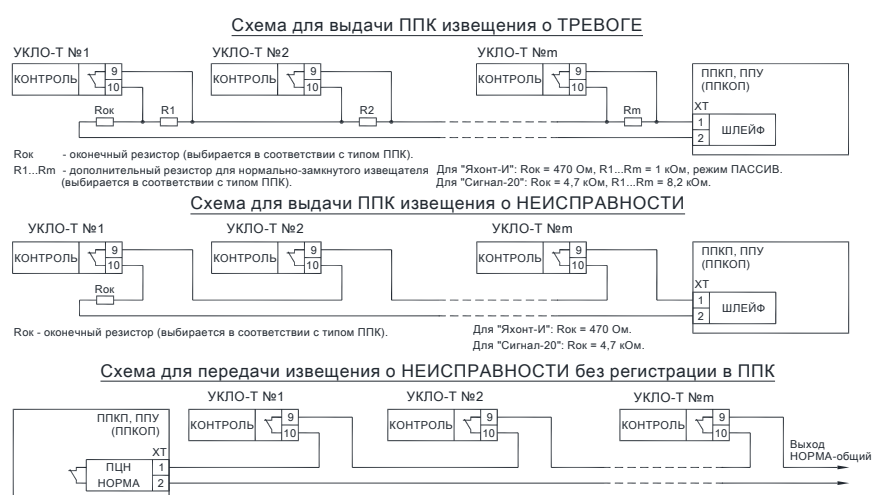 Схема для выдачи ППК извещения о ТРЕВОГЕ
УКЛО-Т №1
УКЛО-Т №2
УКЛО-Т №m
КОНТРОЛЬ
9
10
КОНТРОЛЬ
9
10
КОНТРОЛЬ
9
10
ППКП, ППУ
(ППКОП)
XT
1
2
ШЛЕЙФ
Rок
R1
R2
Rm
Rок - оконечный резистор (выбирается в соответствии с типом ППК).
R1...Rm - дополнительный резистор для нормально-замкнутого извещателя
(выбирается в соответствии с типом ППК).
Для "Яхонт-И": Rок = 470 Ом, R1...Rm = 1 кОм, режим ПАССИВ.
Для "Сигнал-20": Rок = 4,7 кОм, R1...Rm = 8,2 кОм.
Схема для выдачи ППК извещения о НЕИСПРАВНОСТИ
УКЛО-Т №1
УКЛО-Т №2
УКЛО-Т №m
КОНТРОЛЬ
9
10
КОНТРОЛЬ
9
10
КОНТРОЛЬ
9
10
ППКП, ППУ
(ППКОП)
XT
1
2
ШЛЕЙФ
Rок
Rок - оконечный резистор (выбирается в соответствии с типом ППК).
Для "Яхонт-И": Rок = 470 Ом.
Для "Сигнал-20": Rок = 4,7 кОм.
Схема для передачи извещения о НЕИСПРАВНОСТИ без регистрации в ППК
УКЛО-Т №1
УКЛО-Т №2
УКЛО-Т №m
ППКП, ППУ
(ППКОП)
КОНТРОЛЬ
9
10
КОНТРОЛЬ
9
10
КОНТРОЛЬ
9
10
XT
ПЦН
НОРМА
1
2
Выход
НОРМА-общий